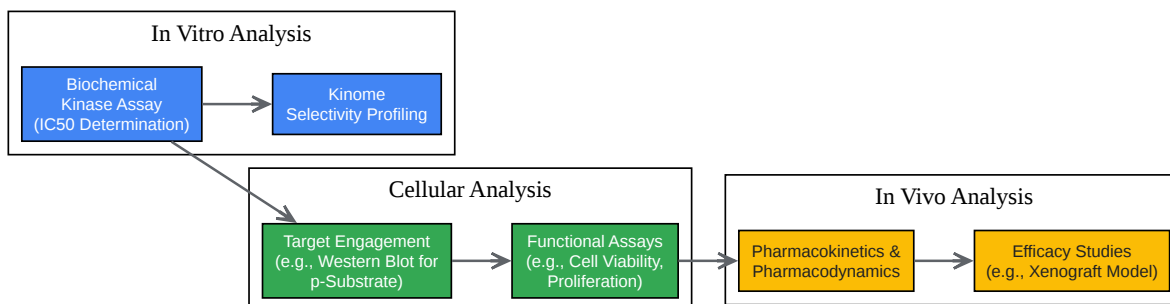 In Vitro Analysis
Biochemical
Kinase Assay
(IC50 Determination)
Kinome
Selectivity Profiling
Cellular Analysis
Target Engagement
(e.g., Western Blot for
p-Substrate)
Functional Assays
(e.g., Cell Viability,
Proliferation)
In Vivo Analysis
Pharmacokinetics &
Pharmacodynamics
Efficacy Studies
(e.g., Xenograft Model)